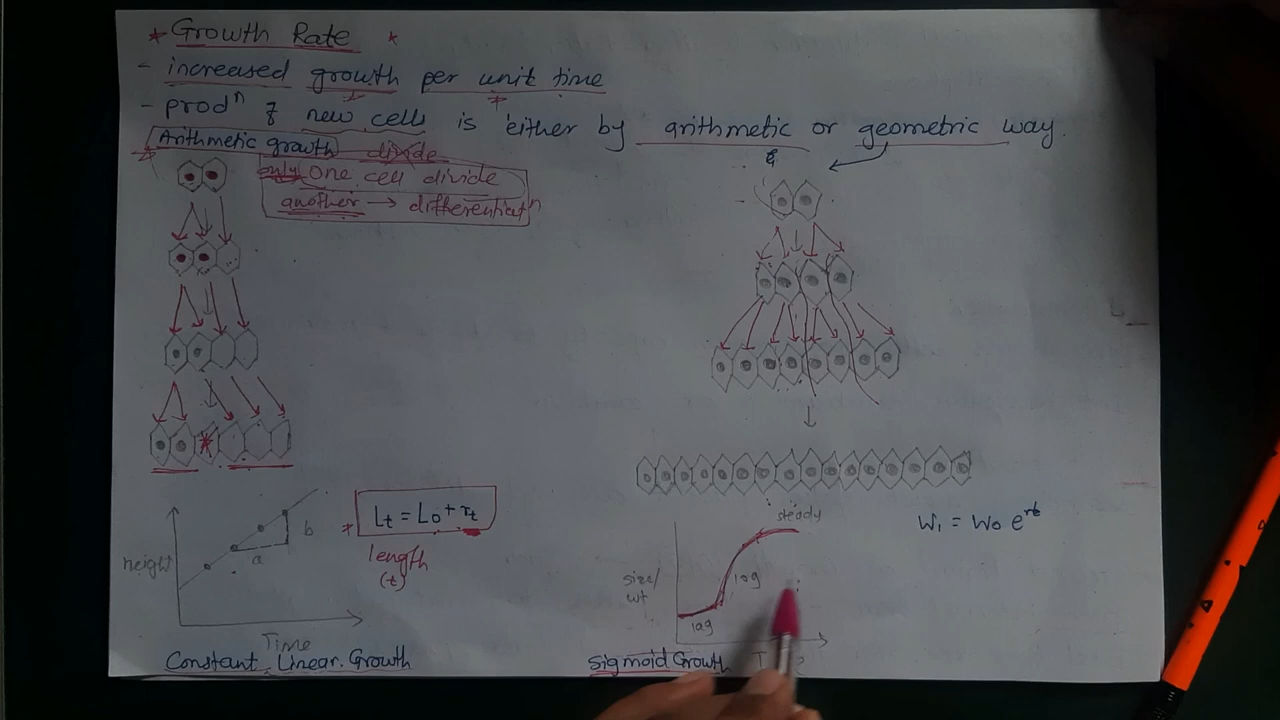 * Growth Rate *
- increased growth per unit time
- prodn of new cells is either by arithmetic or geometric way.
Arithmetic growth
only one cell divide
another → differentiatn
height
a
b
Time
Lt = L0 + rt
length
(t)
Constant Linear Growth
size/
wt
lag
log
steady
W1 = W0 e^rt
Sigmoid Growth